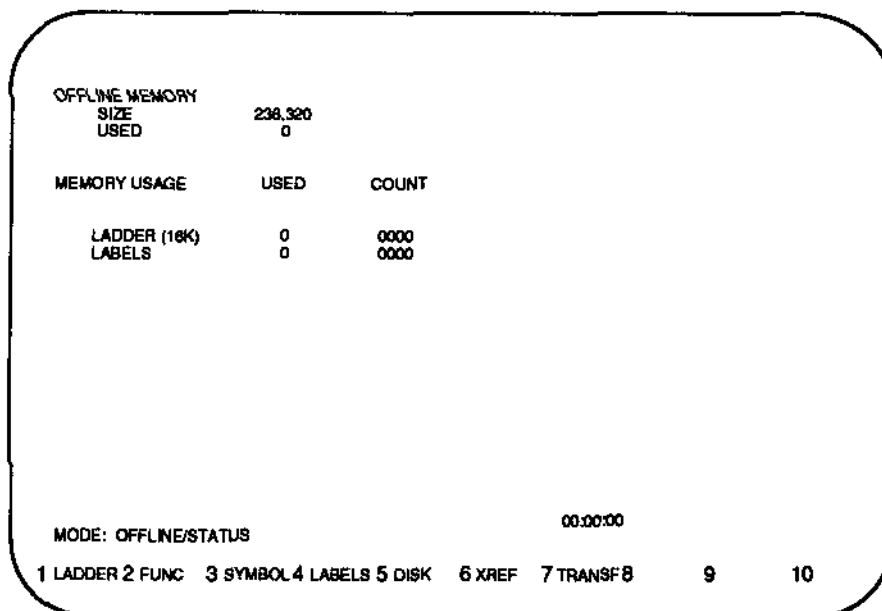 OFFLINE MEMORY
SIZE 236,320
USED 0
MEMORY USAGE USED COUNT
LADDER (16K) 0 0000
LABELS 0 0000
00:00:00
MODE: OFFLINE/STATUS
1 LADDER 2 FUNC 3 SYMBOL 4 LABELS 5 DISK 6 XREF 7 TRANSF 8 9 10